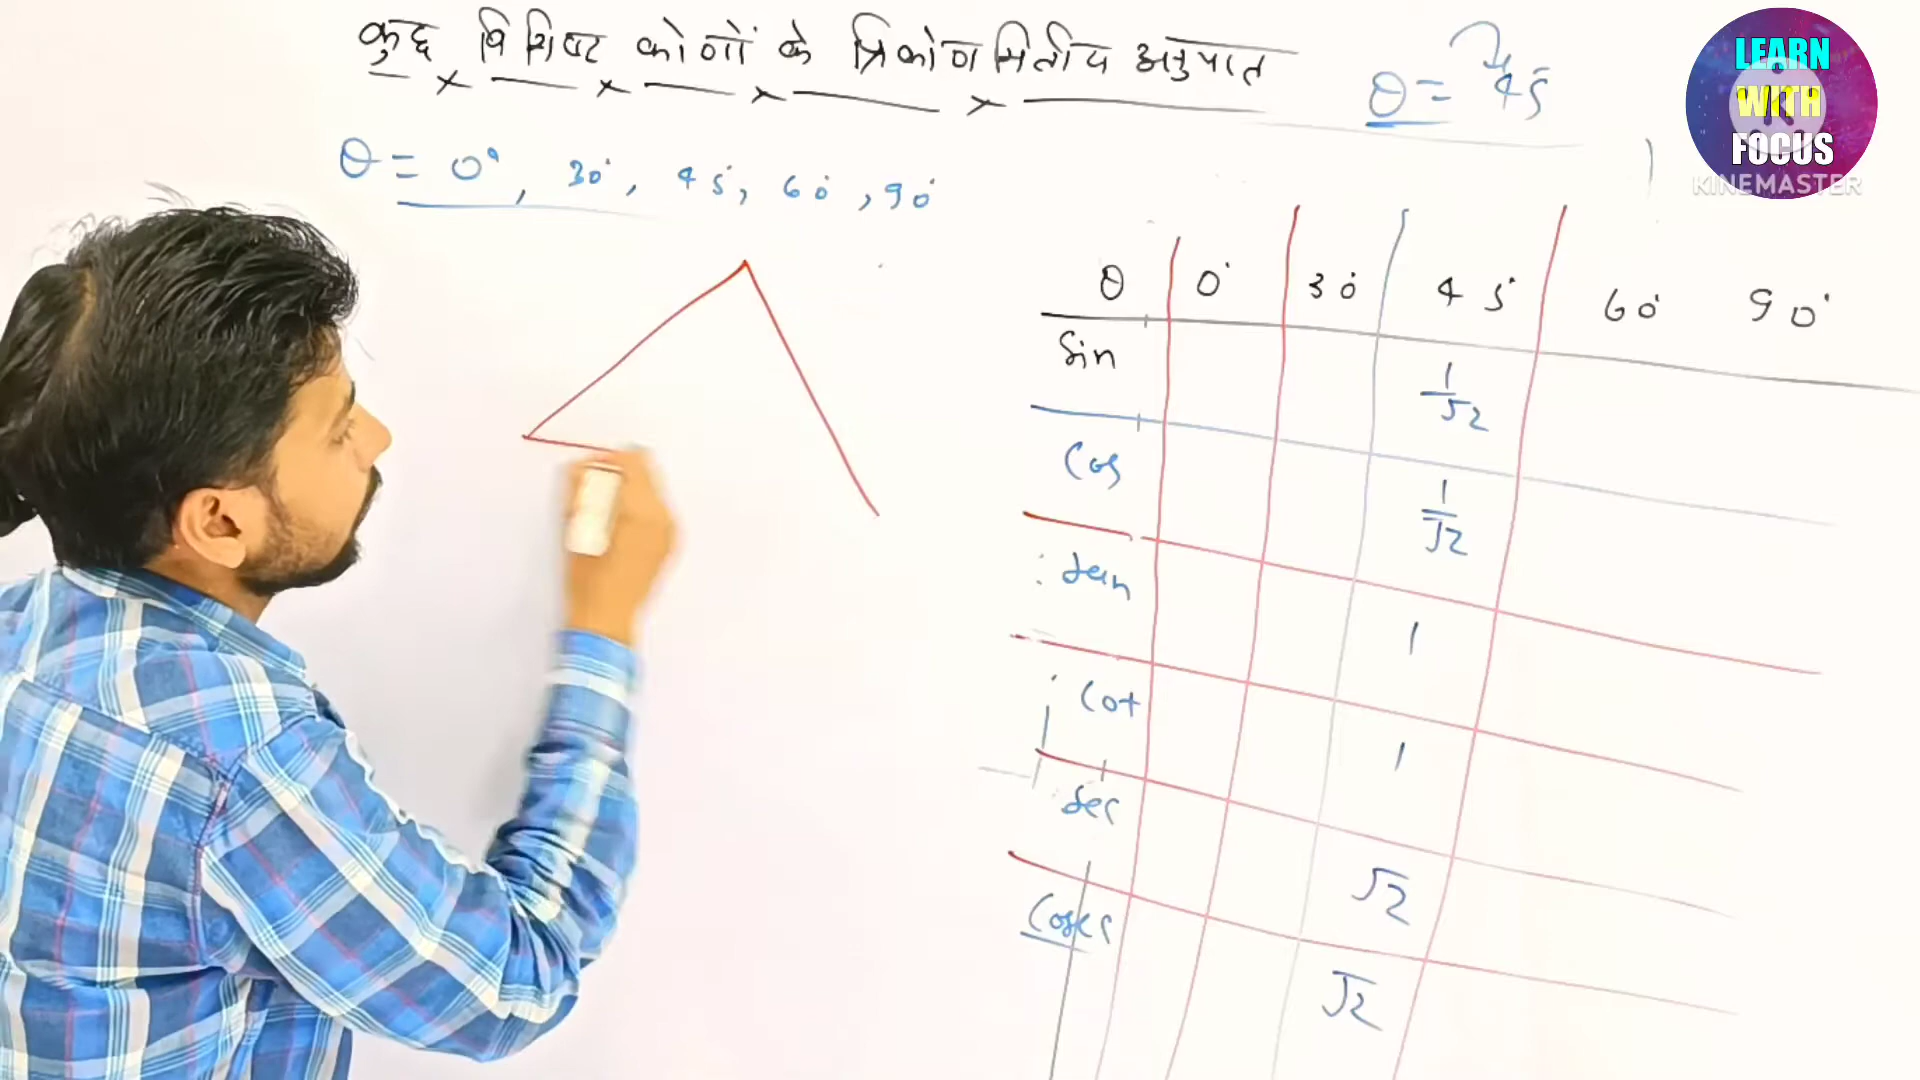 कुछ विशिष्ट कोणों के त्रिकोणमितीय अनुपात
θ = 45°
θ = 0°, 30°, 45°, 60°, 90°
θ 0° 30° 45° 60° 90°
Sin 1/√2
Cos 1/√2
tan 1
Cot 1
Sec √2
Cosec √2
LEARN
WITH
FOCUS
KINEMASTER